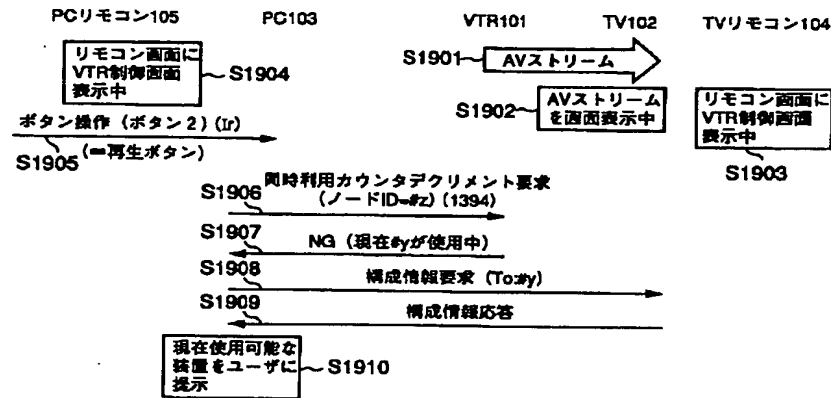 PCリモコン105
PC103
VTR101
TV102
TVリモコン104
リモコン画面に
VTR制御画面
表示中
S1904
S1901
AVストリーム
S1902
AVストリーム
を画面表示中
リモコン画面に
VTR制御画面
表示中
S1903
ボタン操作（ボタン2）(Ir)
(=再生ボタン)
S1905
S1906
同時利用カウンタデクリメント要求
(ノードID=#z) (1394)
S1907
NG（現在#yが使用中）
S1908
構成情報要求（To:#y）
S1909
構成情報応答
現在使用可能な
装置をユーザに
提示
S1910